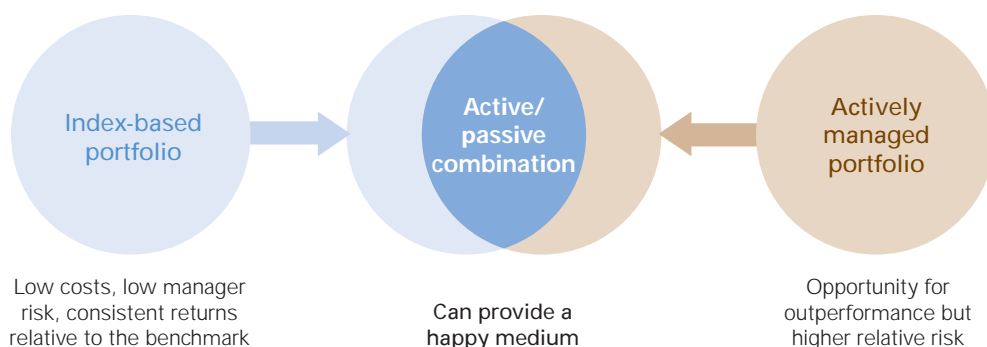 Index-based
portfolio
Active/
passive
combination
Actively
managed
portfolio
Low costs, low manager
risk, consistent returns
relative to the benchmark
Can provide a
happy medium
Opportunity for
outperformance but
higher relative risk